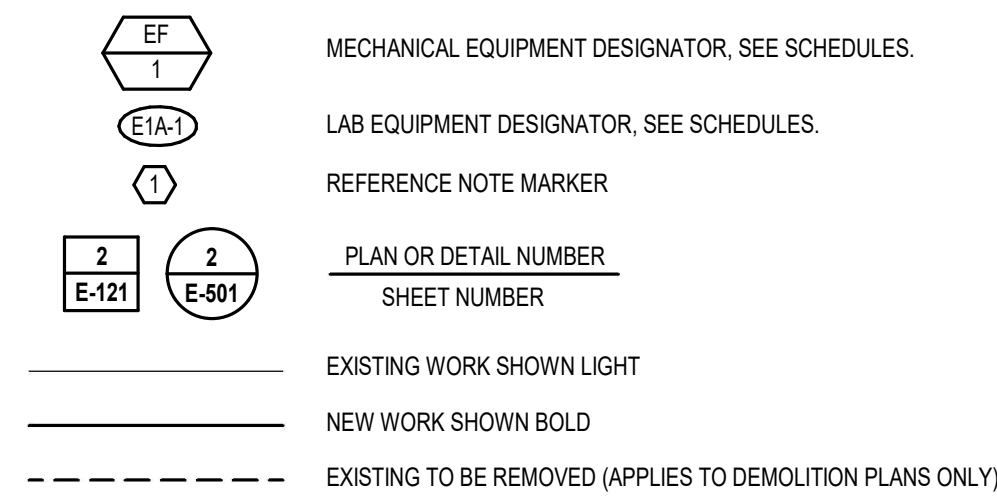 EF
1
MECHANICAL EQUIPMENT DESIGNATOR, SEE SCHEDULES.
E1A-1
LAB EQUIPMENT DESIGNATOR, SEE SCHEDULES.
1
REFERENCE NOTE MARKER
2
E-121
2
E-501
PLAN OR DETAIL NUMBER
SHEET NUMBER
EXISTING WORK SHOWN LIGHT
NEW WORK SHOWN BOLD
EXISTING TO BE REMOVED (APPLIES TO DEMOLITION PLANS ONLY)